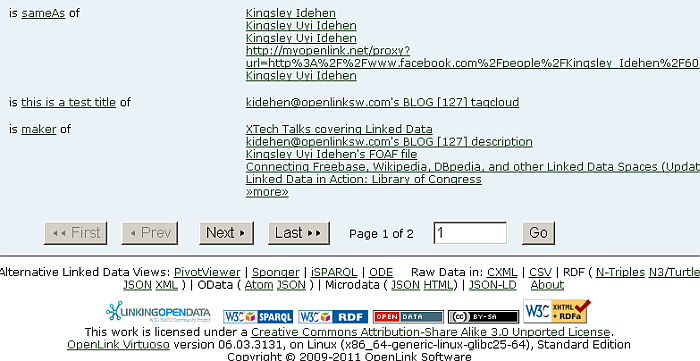 is sameAs of Kingsley Idehen
Kingsley Uyi Idehen
Kingsley Uyi Idehen
http://myopenlink.net/proxy?
url=http%3A%2F%2Fwww.facebook.com%2Fpeople%2FKingsley_Idehen%2F60
Kingsley Uyi Idehen
is this is a test title of kidehen@openlinksw.com's BLOG [127] tagcloud
is maker of XTech Talks covering Linked Data
kidehen@openlinksw.com's BLOG [127] description
Kingsley Uyi Idehen's FOAF file
Connecting Freebase, Wikipedia, DBpedia, and other Linked Data Spaces (Updat
Linked Data in Action: Library of Congress
»more»
First Prev Next Last Page 1 of 2 1 Go
Alternative Linked Data Views: PivotViewer | Sponger | iSPARQL | ODE Raw Data in: CXML | CSV | RDF ( N-Triples N3/Turtle
JSON XML ) | OData ( Atom JSON ) | Microdata ( JSON HTML) | JSON-LD About
LINKINGOPENDATA W3C SPARQL W3C RDF OPEN DATA CC BY-SA W3C XHTML + RDFa
This work is licensed under a Creative Commons Attribution-Share Alike 3.0 Unported License.
OpenLink Virtuoso version 06.03.3131, on Linux (x86_64-generic-linux-glibc25-64), Standard Edition
Copyright © 2009-2011 OpenLink Software